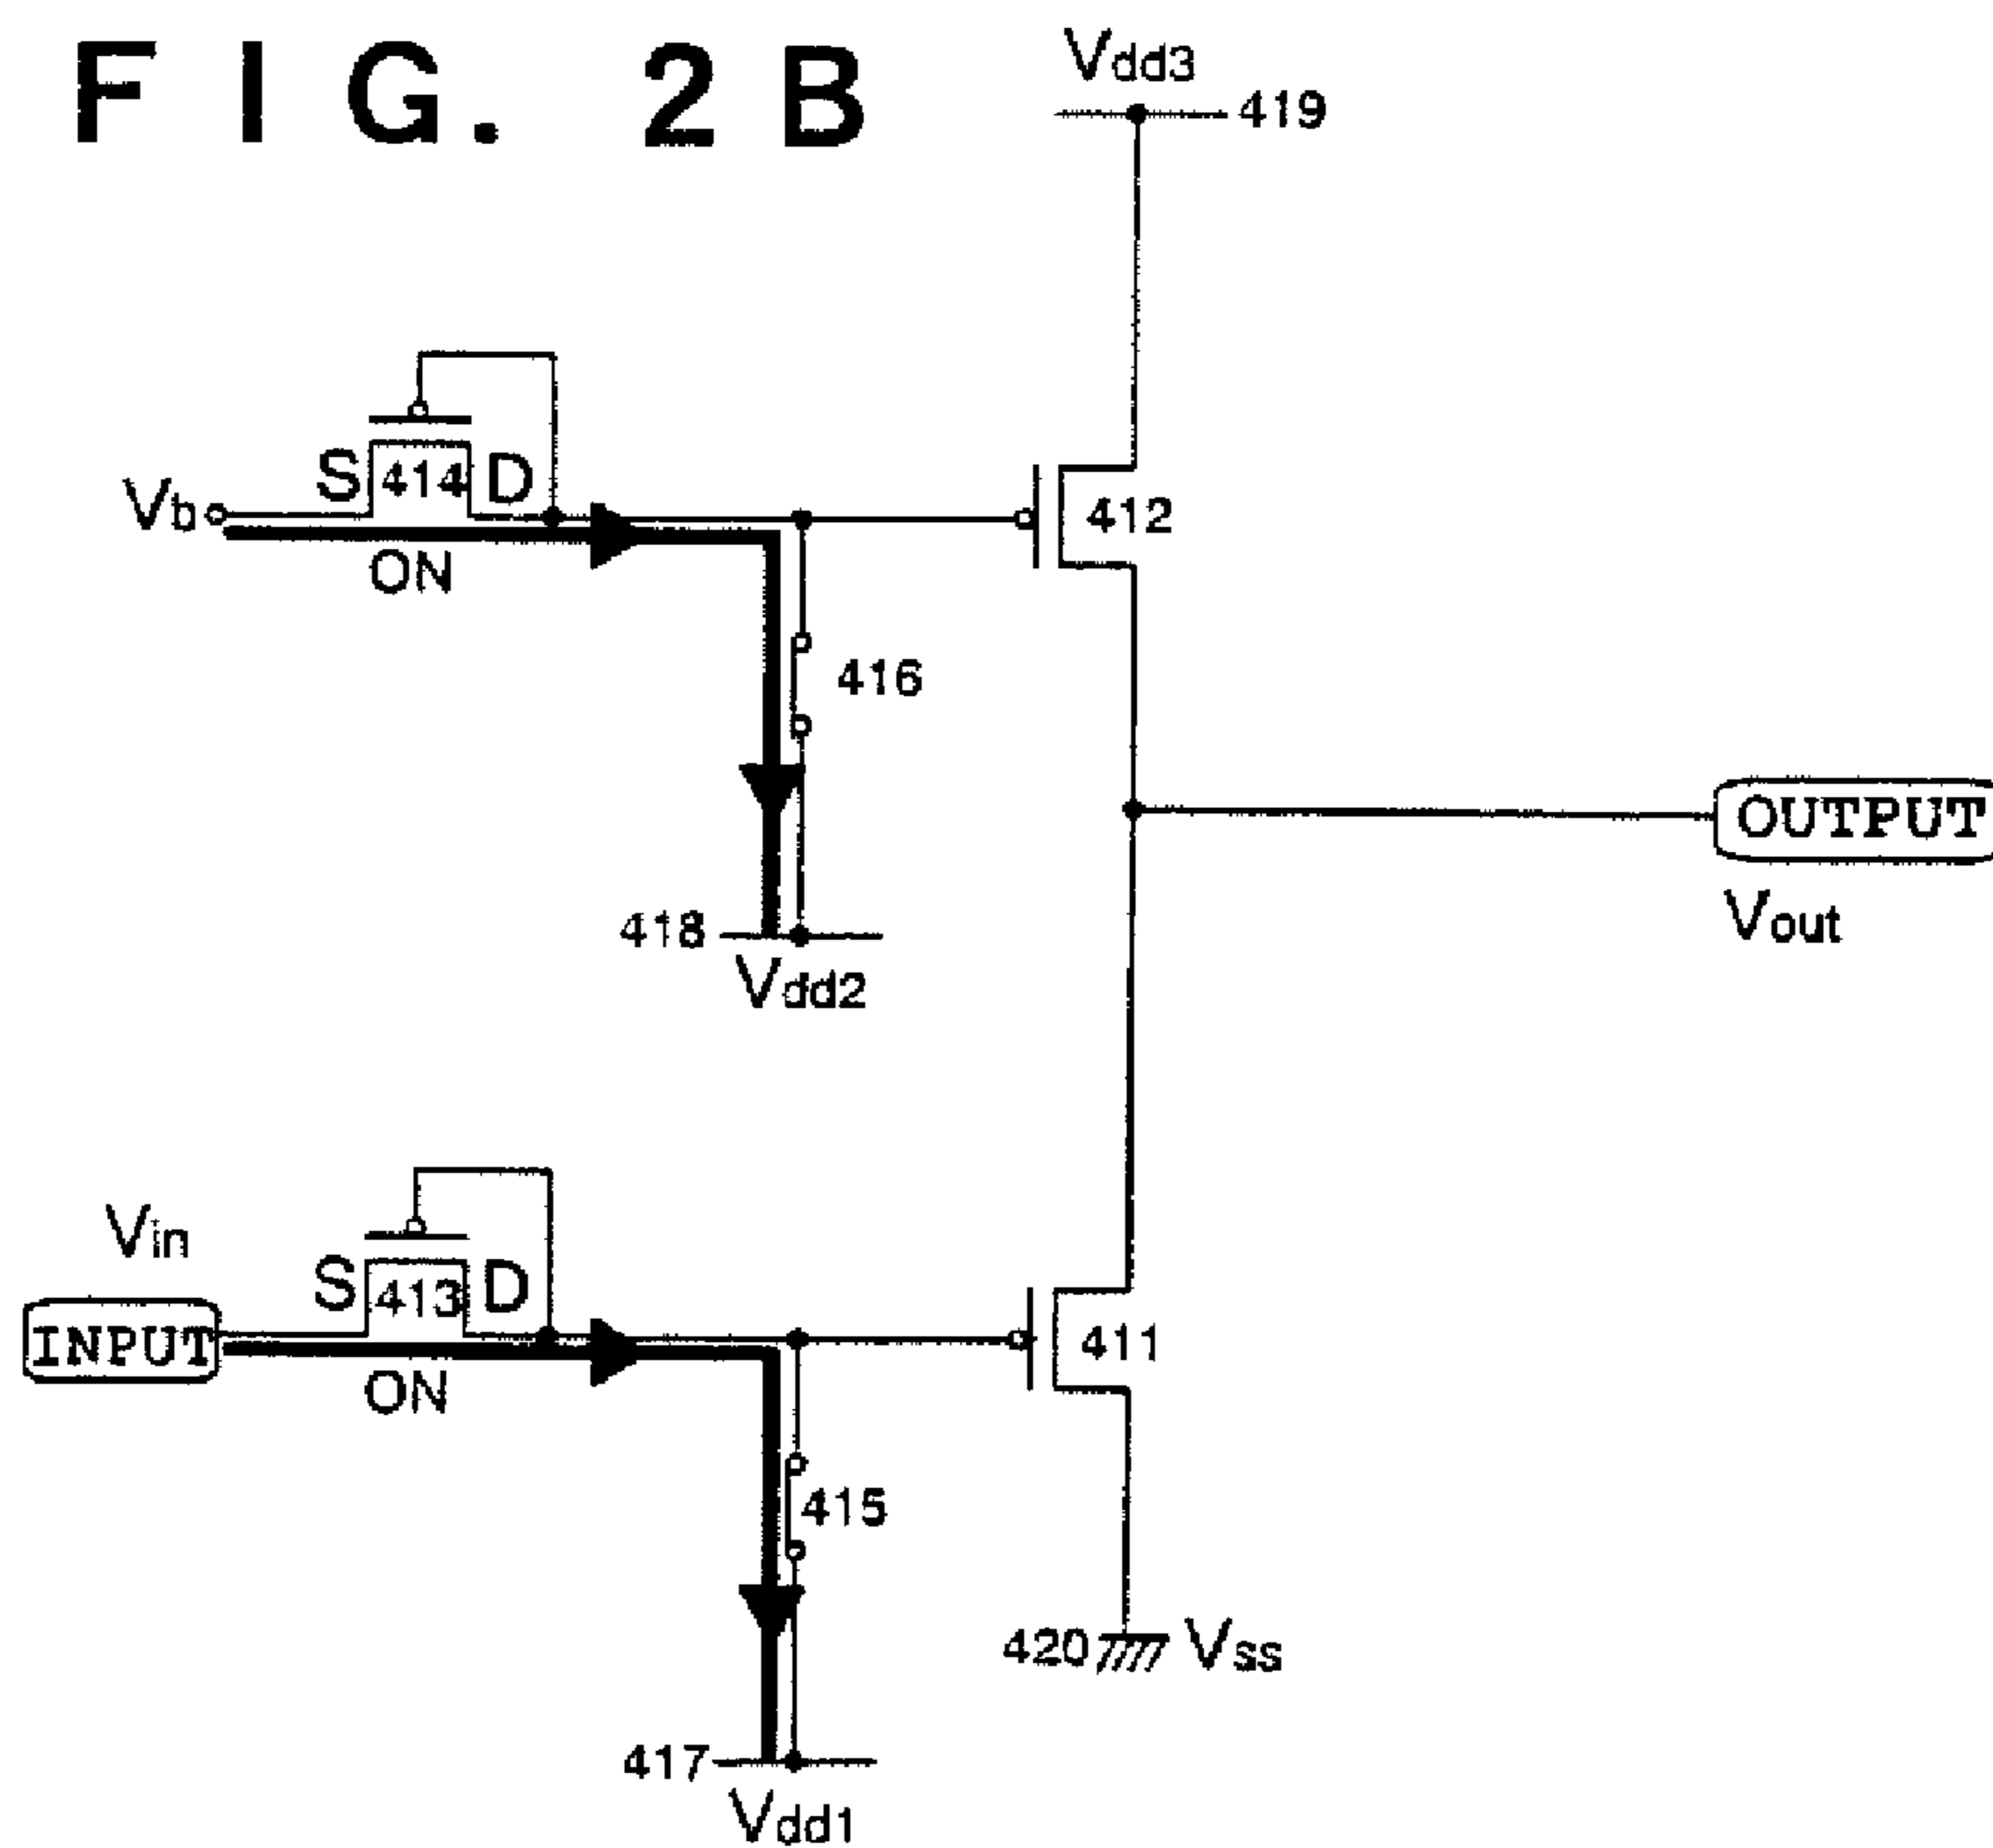 FIG. 2B
Vdd3
419
S 414 D
Vb
ON
412
416
OUTPUT
Vout
418
Vdd2
Vin
S 413 D
INPUT
ON
411
415
420 Vss
417
Vdd1